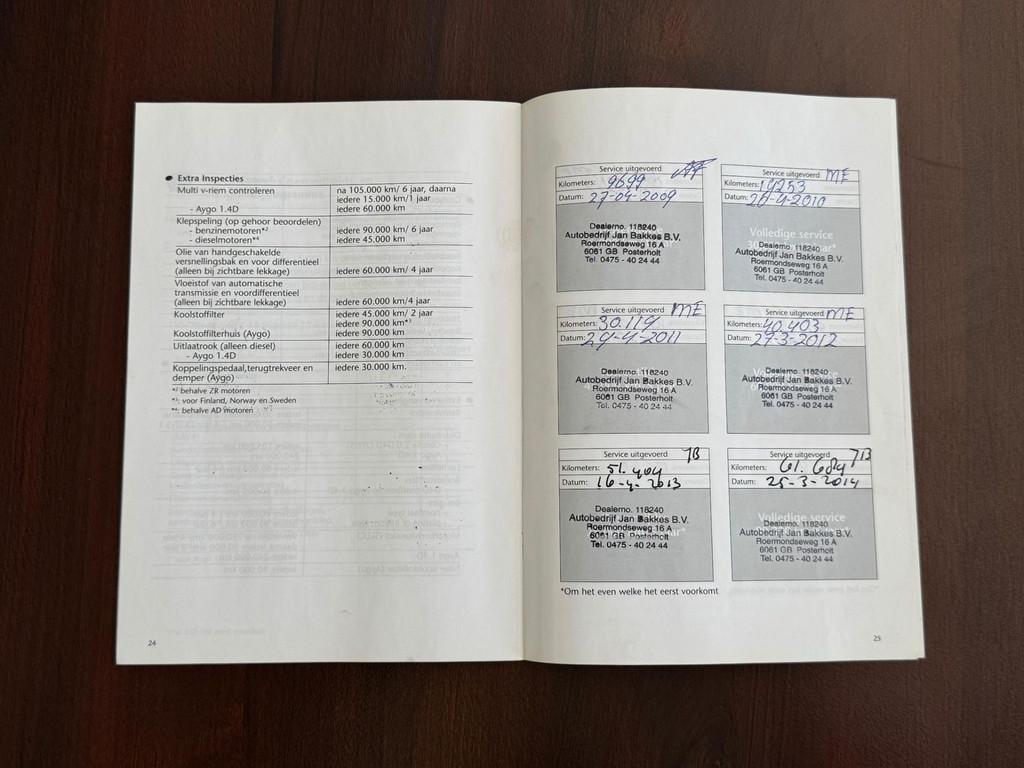 Extra Inspecties
Multi v-riem controleren na 105.000 km/ 6 jaar, daarna
iedere 15.000 km/1 jaar
- Aygo 1.4D iedere 60.000 km
Klepspeling (op gehoor beoordelen)
- benzinemotoren*² iedere 90.000 km/ 6 jaar
- dieselmotoren*⁴ iedere 45.000 km
Olie van handgeschakelde
versnellingsbak en voor differentieel
(alleen bij zichtbare lekkage) iedere 60.000 km/ 4 jaar
Vloeistof van automatische
transmissie en voordifferentieel
(alleen bij zichtbare lekkage) iedere 60.000 km/4 jaar
Koolstoffilter iedere 45.000 km/ 2 jaar
iedere 90.000 km*³
Koolstoffilterhuis (Aygo) iedere 90.000 km
Uitlaatrook (alleen diesel) iedere 60.000 km
- Aygo 1.4D iedere 30.000 km
Koppelingspedaal,terugtrekveer en iedere 30.000 km.
demper (Aygo)
*² behalve ZR motoren
*³: voor Finland, Norway en Sweden
*⁴: behalve AD motoren
24
Service uitgevoerd
Kilometers: 9699
Datum: 27-04-2009
Dealerno. 118240
Autobedrijf Jan Bakkes B.V.
Roermondseweg 16 A
6061 GB Posterholt
Tel. 0475 - 40 24 44
Service uitgevoerd ME
Kilometers:
Datum:
Volledige service
Dealerno. 118240
Autobedrijf Jan Bakkes B.V.
Roermondseweg 16 A
6061 GB Posterholt
Tel. 0475 - 40 24 44
Service uitgevoerd ME
Kilometers: 30.119
Datum:
Dealerno. 118240
Autobedrijf Jan Bakkes B.V.
Roermondseweg 16 A
6061 GB Posterholt
Tel. 0475 - 40 24 44
Service uitgevoerd ME
Kilometers: 40.403
Datum: 27-3-2012
Dealerno. 118240
Autobedrijf Jan Bakkes B.V.
Roermondseweg 16 A
6061 GB Posterholt
Tel. 0475 - 40 24 44
Service uitgevoerd
Kilometers: 51.404
Datum: 16-4-2013
Dealerno. 118240
Autobedrijf Jan Bakkes B.V.
Roermondseweg 16 A
6061 GB Posterholt
Tel. 0475 - 40 24 44
Service uitgevoerd
Kilometers: 61.684
Datum: 25-3-2014
Volledige service
Dealerno. 118240
Autobedrijf Jan Bakkes B.V.
Roermondseweg 16 A
6061 GB Posterholt
Tel. 0475 - 40 24 44
*Om het even welke het eerst voorkomt
25